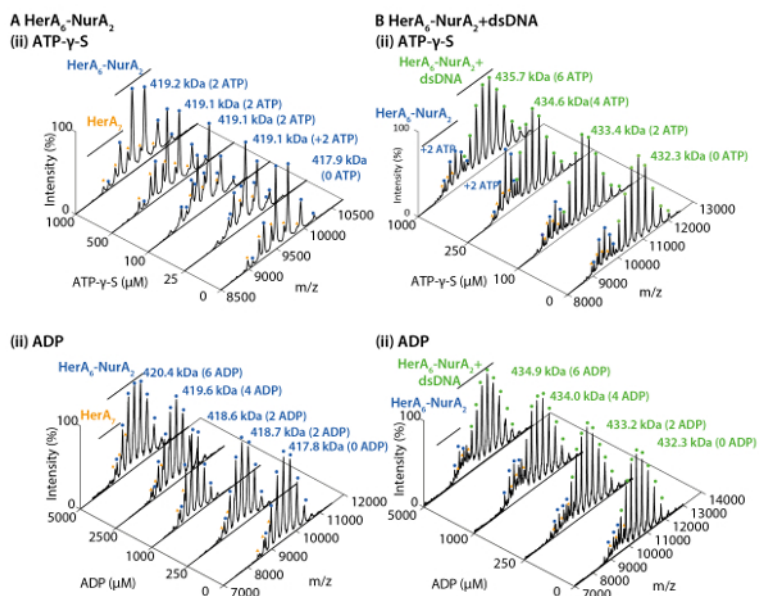 A HerA6-NurA2
(ii) ATP-γ-S
HerA6-NurA2
419.2 kDa (2 ATP)
419.1 kDa (2 ATP)
419.1 kDa (2 ATP)
419.1 kDa (+2 ATP)
417.9 kDa
(0 ATP)
HerA2
100
Intensity (%)
0
1000
500
100
25
0
ATP-γ-S (μM)
8500
9000
9500
10000
10500
m/z
B HerA6-NurA2+dsDNA
(ii) ATP-γ-S
HerA6-NurA2+
dsDNA
435.7 kDa (6 ATP)
434.6 kDa(4 ATP)
433.4 kDa (2 ATP)
432.3 kDa (0 ATP)
HerA6-NurA2
+2 ATP
+2 ATP
100
Intensity (%)
0
1000
250
100
0
ATP-γ-S (μM)
8000
9000
10000
11000
12000
13000
m/z
(ii) ADP
HerA6-NurA2
420.4 kDa (6 ADP)
419.6 kDa (4 ADP)
418.6 kDa (2 ADP)
418.7 kDa (2 ADP)
417.8 kDa (0 ADP)
HerA2
100
Intensity (%)
0
5000
2500
1000
250
0
ADP (μM)
7000
8000
9000
10000
11000
12000
m/z
(ii) ADP
HerA6-NurA2+
dsDNA
434.9 kDa (6 ADP)
434.0 kDa (4 ADP)
433.2 kDa (2 ADP)
432.3 kDa (0 ADP)
HerA6-NurA2
100
Intensity (%)
0
5000
1000
250
0
ADP (μM)
7000
8000
9000
10000
11000
12000
13000
14000
m/z